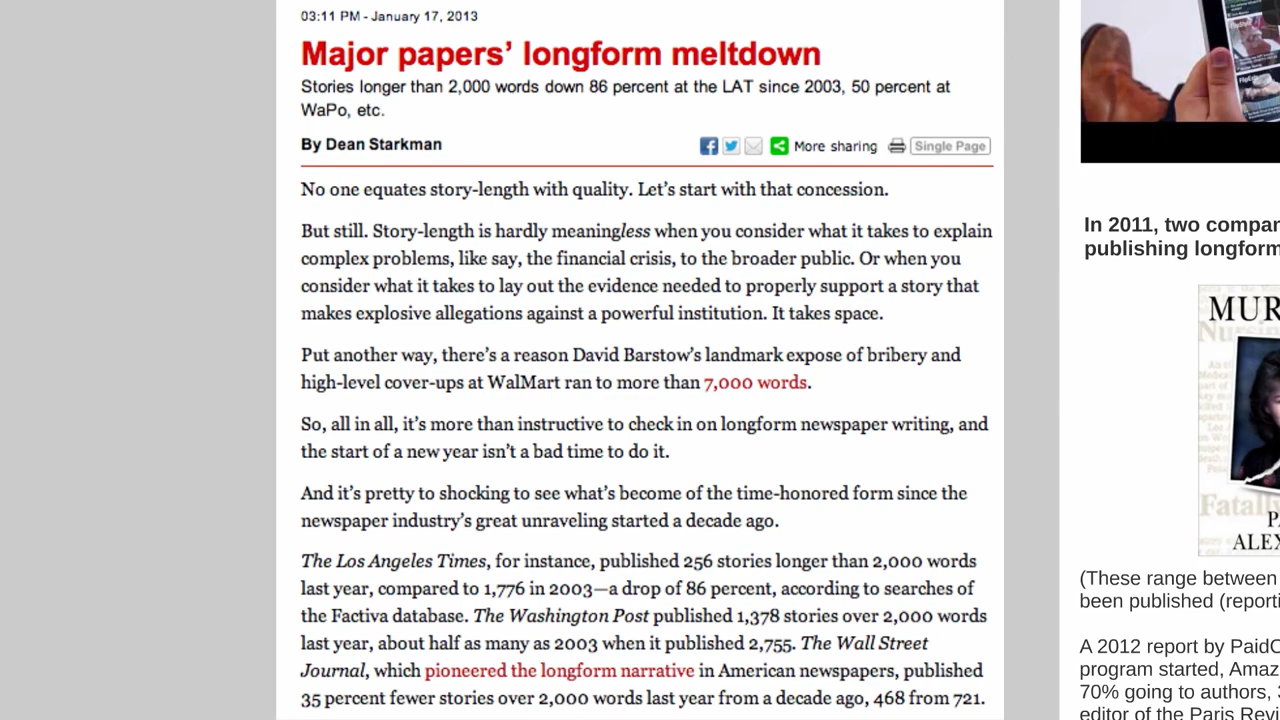 03:11 PM - January 17, 2013
Major papers’ longform meltdown
Stories longer than 2,000 words down 86 percent at the LAT since 2003, 50 percent at
WaPo, etc.
By Dean Starkman
More sharing
Single Page
No one equates story-length with quality. Let’s start with that concession.
But still. Story-length is hardly meaningless when you consider what it takes to explain
complex problems, like say, the financial crisis, to the broader public. Or when you
consider what it takes to lay out the evidence needed to properly support a story that
makes explosive allegations against a powerful institution. It takes space.
Put another way, there’s a reason David Barstow’s landmark expose of bribery and
high-level cover-ups at WalMart ran to more than 7,000 words.
So, all in all, it’s more than instructive to check in on longform newspaper writing, and
the start of a new year isn’t a bad time to do it.
And it’s pretty to shocking to see what’s become of the time-honored form since the
newspaper industry’s great unraveling started a decade ago.
The Los Angeles Times, for instance, published 256 stories longer than 2,000 words
last year, compared to 1,776 in 2003—a drop of 86 percent, according to searches of
the Factiva database. The Washington Post published 1,378 stories over 2,000 words
last year, about half as many as 2003 when it published 2,755. The Wall Street
Journal, which pioneered the longform narrative in American newspapers, published
35 percent fewer stories over 2,000 words last year from a decade ago, 468 from 721.
In 2011, two compan
publishing longform
MUR
Nursin
Fatally
P
ALEX
(These range between
been published (reporti
A 2012 report by PaidC
program started, Amaz
70% going to authors, 3
editor of the Paris Revi